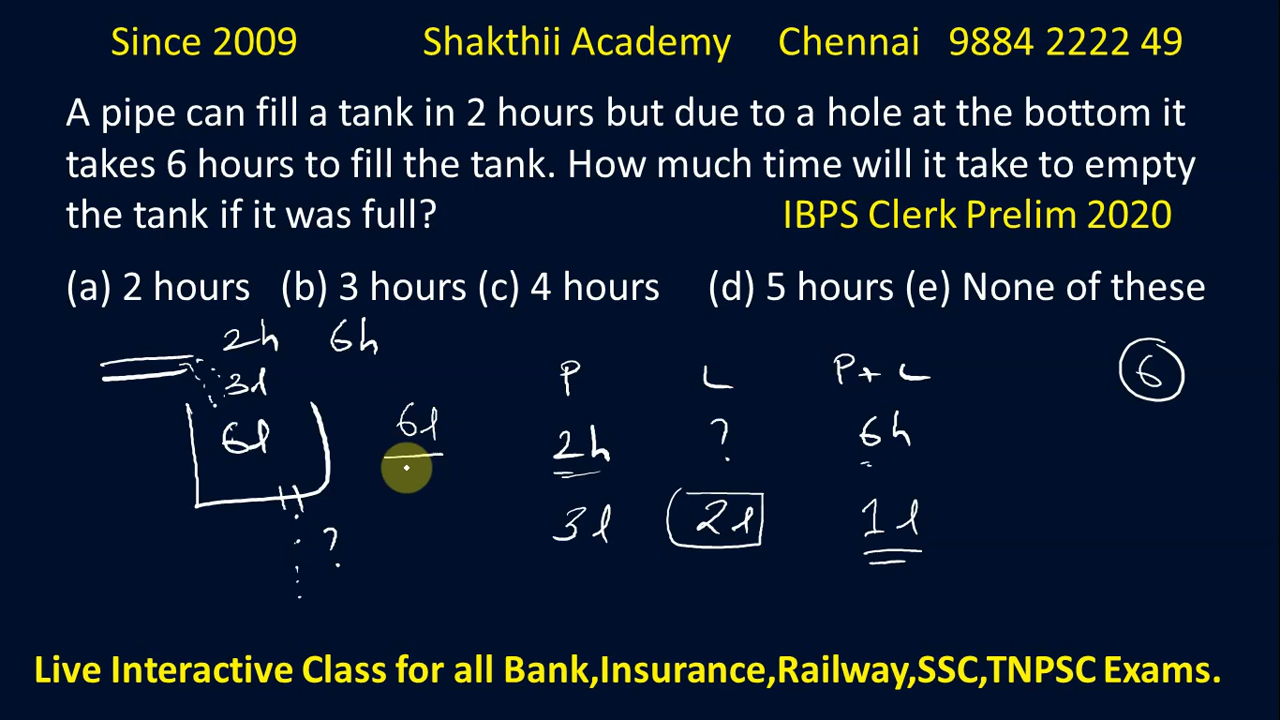 Since 2009 Shakthii Academy Chennai 9884 2222 49
A pipe can fill a tank in 2 hours but due to a hole at the bottom it
takes 6 hours to fill the tank. How much time will it take to empty
the tank if it was full? IBPS Clerk Prelim 2020
(a) 2 hours (b) 3 hours (c) 4 hours (d) 5 hours (e) None of these
2h 6h
3l P L P+L 6
6l 6l 2h ? 6h
3l 2l 1l
?
Live Interactive Class for all Bank,Insurance,Railway,SSC,TNPSC Exams.